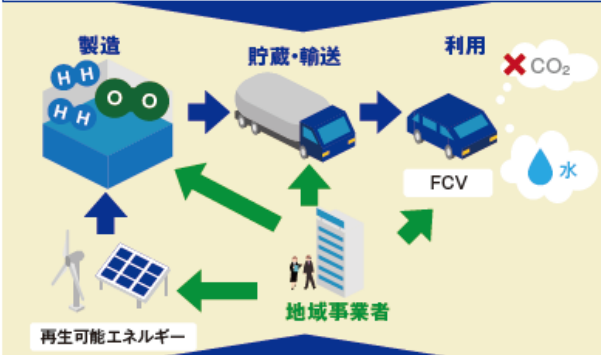 製造
貯蔵・輸送
利用
H H
O O
H H
CO₂
水
FCV
地域事業者
再生可能エネルギー